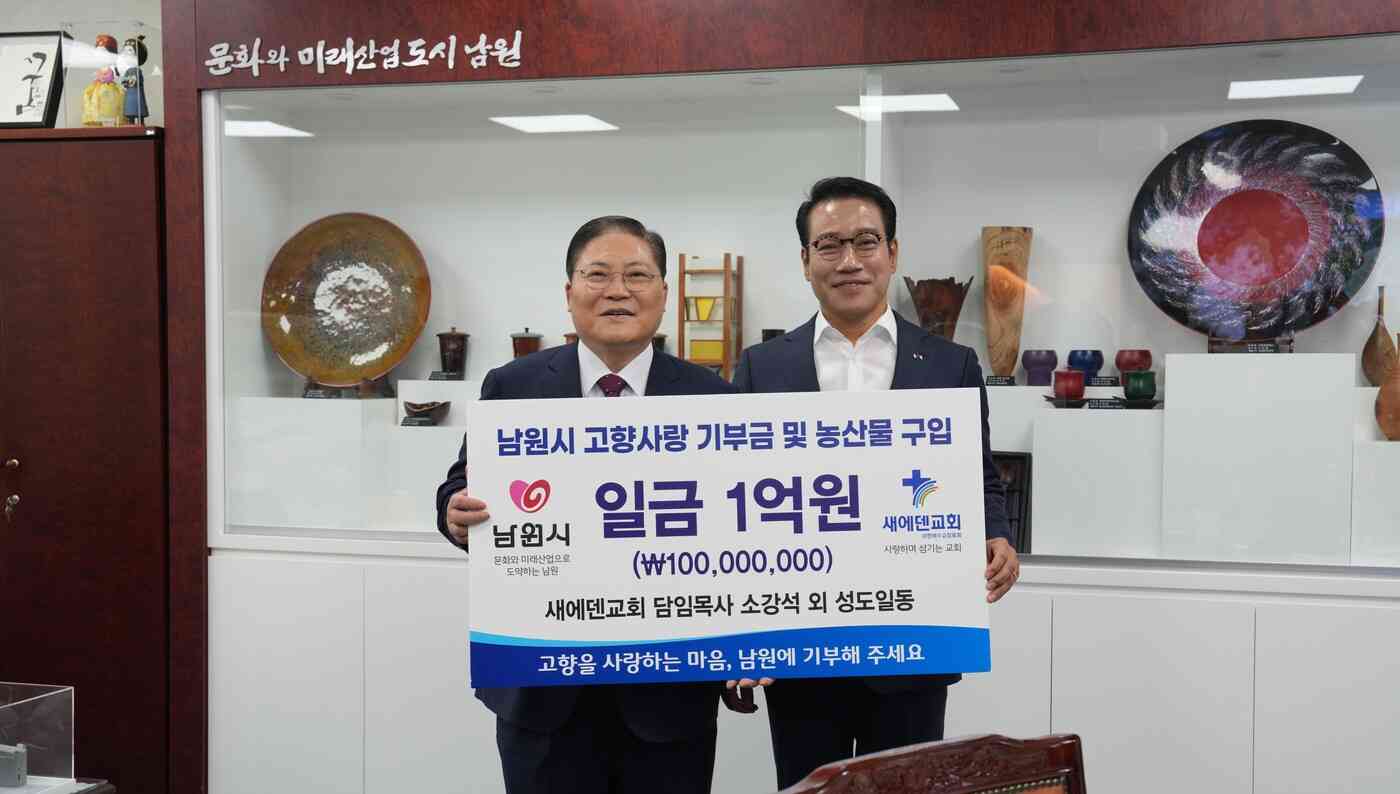 문화와 미래산업도시 남원
남원시 고향사랑 기부금 및 농산물 구입
일금 1억원
(₩100,000,000)
남원시
문화와 미래산업으로
도약하는 남원
새에덴교회
사랑하며 섬기는 교회
새에덴교회 담임목사 소강석 외 성도일동
고향을 사랑하는 마음, 남원에 기부해 주세요